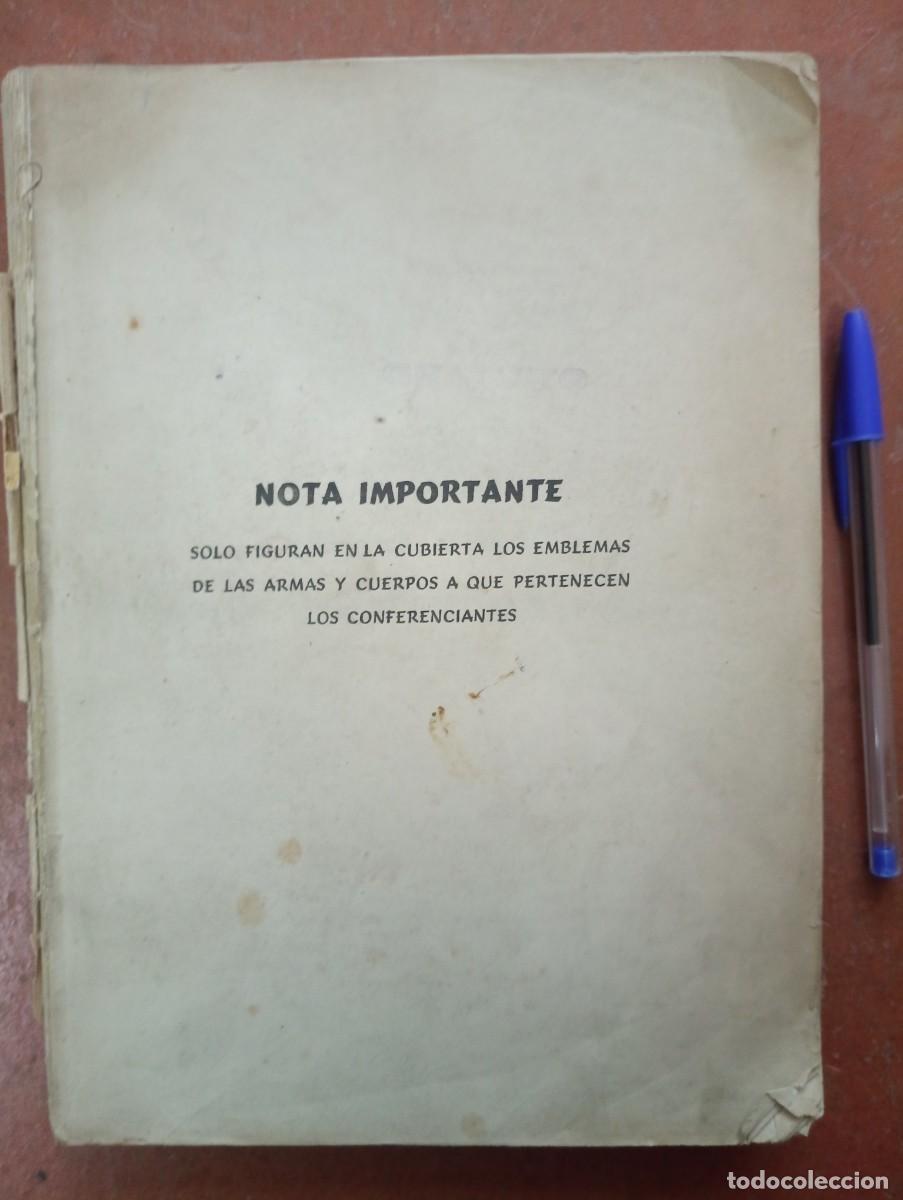 NOTA IMPORTANTE
SOLO FIGURAN EN LA CUBIERTA LOS EMBLEMAS
DE LAS ARMAS Y CUERPOS A QUE PERTENECEN
LOS CONFERENCIANTES
todocoleccion